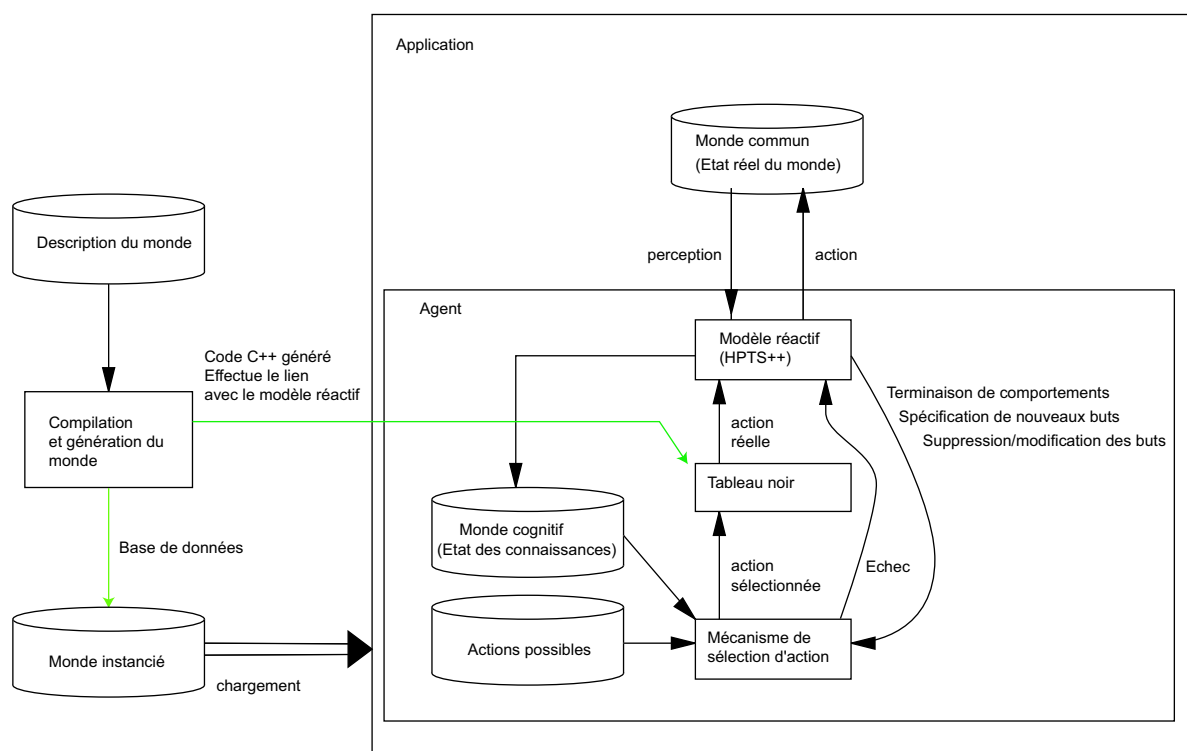 Application
Monde commun
(Etat réel du monde)
Description du monde
perception
action
Agent
Modèle réactif
(HPTS++)
Code C++ généré
Effectue le lien
avec le modèle réactif
Terminaison de comportements
Spécification de nouveaux buts
Suppression/modification des buts
Compilation
et génération du
monde
action
réelle
Tableau noir
Monde cognitif
(Etat des connaissances)
Base de données
action
sélectionnée
Echec
Monde instancié
chargement
Actions possibles
Mécanisme de
sélection d'action